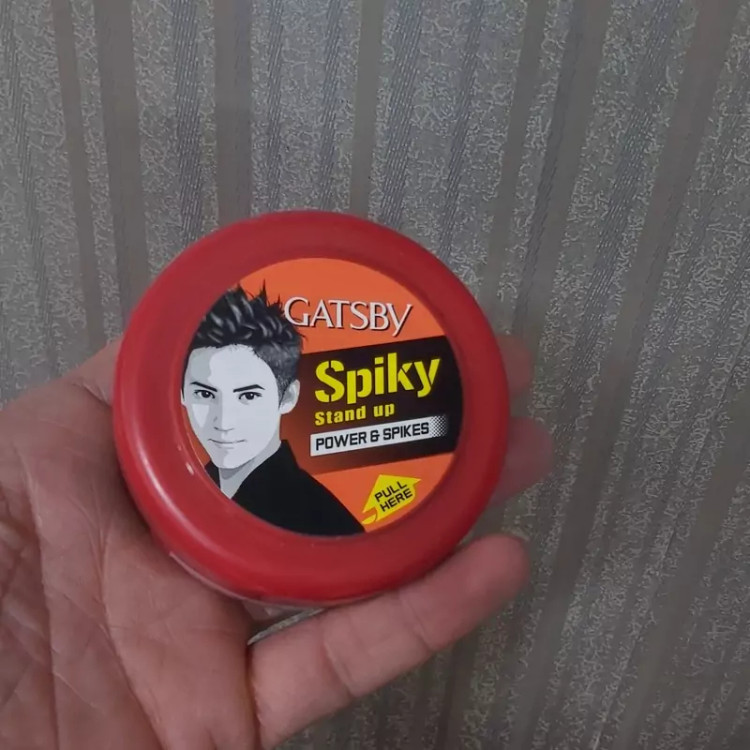 GATSBY
Spiky
Stand up
POWER & SPIKES
PULL
HERE